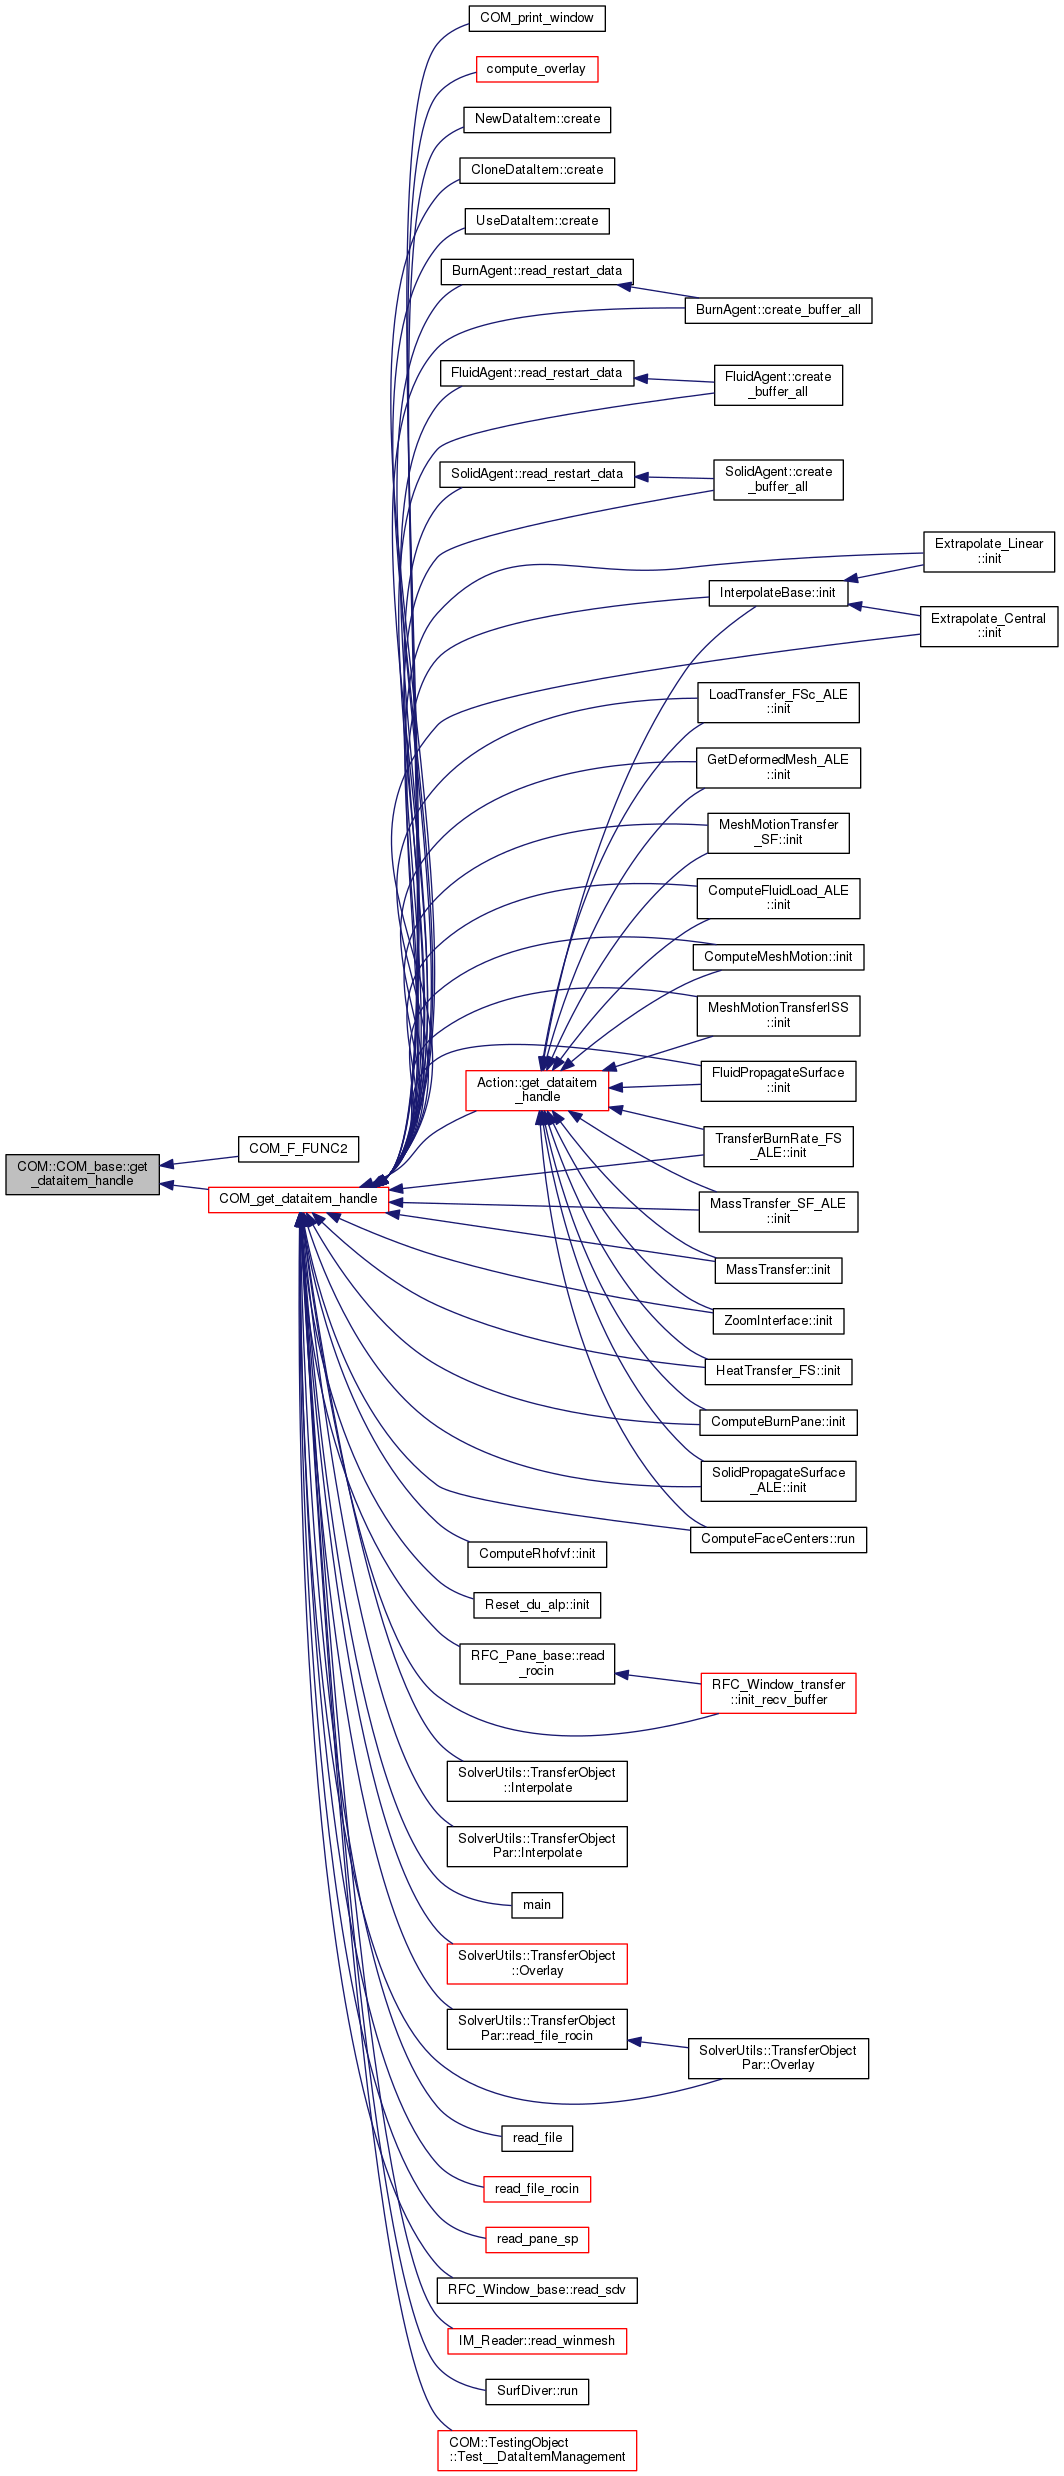 COM_print_window
compute_overlay
NewDataItem::create
CloneDataItem::create
UseDataItem::create
BurnAgent::read_restart_data
BurnAgent::create_buffer_all
FluidAgent::read_restart_data
FluidAgent::create
_buffer_all
SolidAgent::read_restart_data
SolidAgent::create
_buffer_all
Extrapolate_Linear
::init
InterpolateBase::init
Extrapolate_Central
::init
LoadTransfer_FSc_ALE
::init
GetDeformedMesh_ALE
::init
MeshMotionTransfer
_SF::init
ComputeFluidLoad_ALE
::init
ComputeMeshMotion::init
MeshMotionTransferISS
::init
Action::get_dataitem
_handle
FluidPropagateSurface
::init
TransferBurnRate_FS
_ALE::init
COM_F_FUNC2
COM::COM_base::get
_dataitem_handle
COM_get_dataitem_handle
MassTransfer_SF_ALE
::init
MassTransfer::init
ZoomInterface::init
HeatTransfer_FS::init
ComputeBurnPane::init
SolidPropagateSurface
_ALE::init
ComputeFaceCenters::run
ComputeRhofvf::init
Reset_du_alp::init
RFC_Pane_base::read
_rocin
RFC_Window_transfer
::init_recv_buffer
SolverUtils::TransferObject
::Interpolate
SolverUtils::TransferObject
Par::Interpolate
main
SolverUtils::TransferObject
::Overlay
SolverUtils::TransferObject
Par::read_file_rocin
SolverUtils::TransferObject
Par::Overlay
read_file
read_file_rocin
read_pane_sp
RFC_Window_base::read_sdv
IM_Reader::read_winmesh
SurfDiver::run
COM::TestingObject
::Test__DataItemManagement